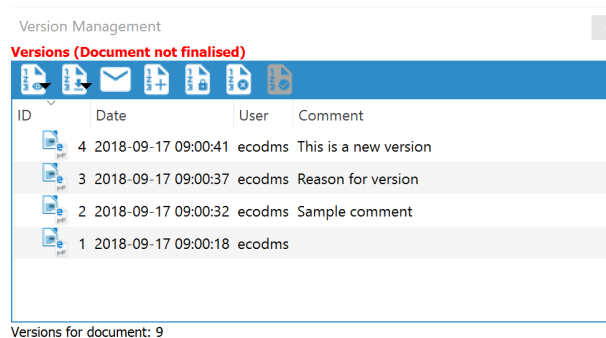 Version Management
Versions (Document not finalised)
ID Date User Comment
4 2018-09-17 09:00:41 ecodms This is a new version
3 2018-09-17 09:00:37 ecodms Reason for version
2 2018-09-17 09:00:32 ecodms Sample comment
1 2018-09-17 09:00:18 ecodms
Versions for document: 9